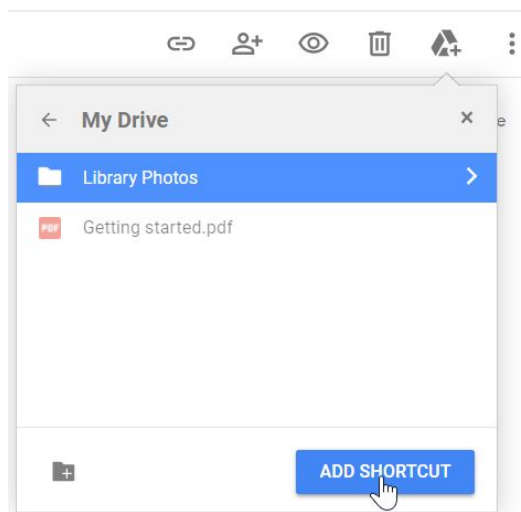 My Drive
e
Library Photos
PDF
Getting started.pdf
ADD SHORTCUT